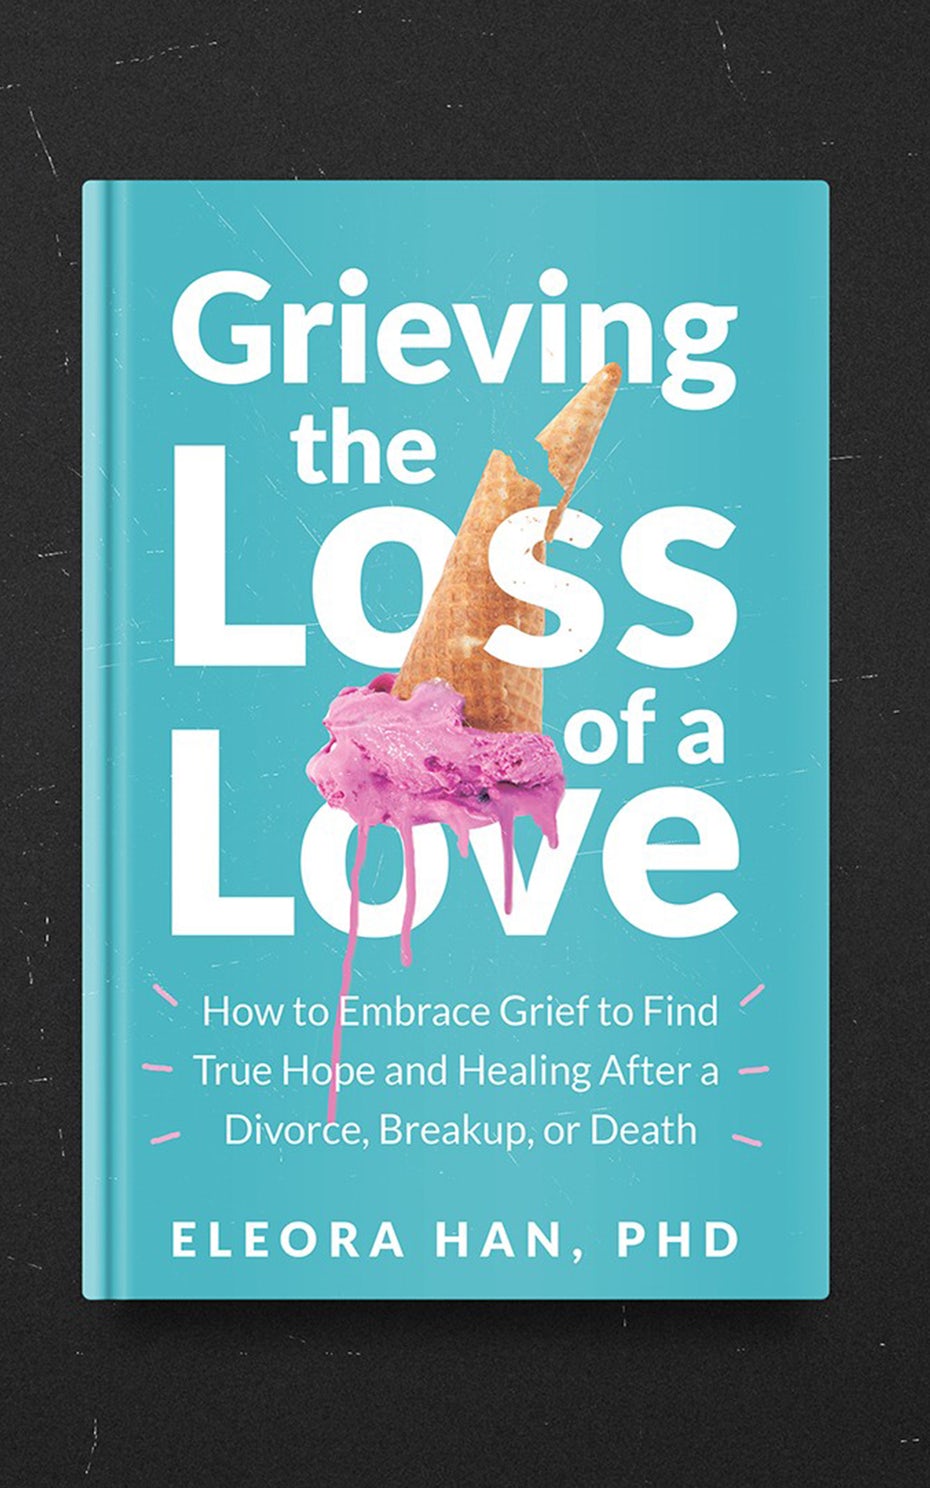 Grieving
the
Loss
of a
Love
How to Embrace Grief to Find
True Hope and Healing After a
Divorce, Breakup, or Death
ELEORA HAN, PHD